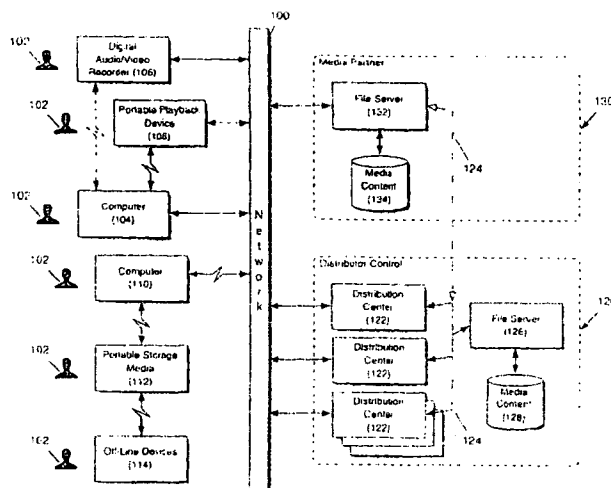 100
102
Digital
Audio/Video
Recorder (106)
102
Portable Playback
Device
(108)
102
Computer
(104)
102
Computer
(110)
102
Portable Storage
Media
(112)
102
Off-Line Devices
(114)
Network
Media Partner
File Server
(132)
Media
Content
(134)
124
130
Distributor Control
Distribution
Center
(122)
Distribution
Center
(122)
Distribution
Center
(122)
124
File Server
(126)
Media
Content
(128)